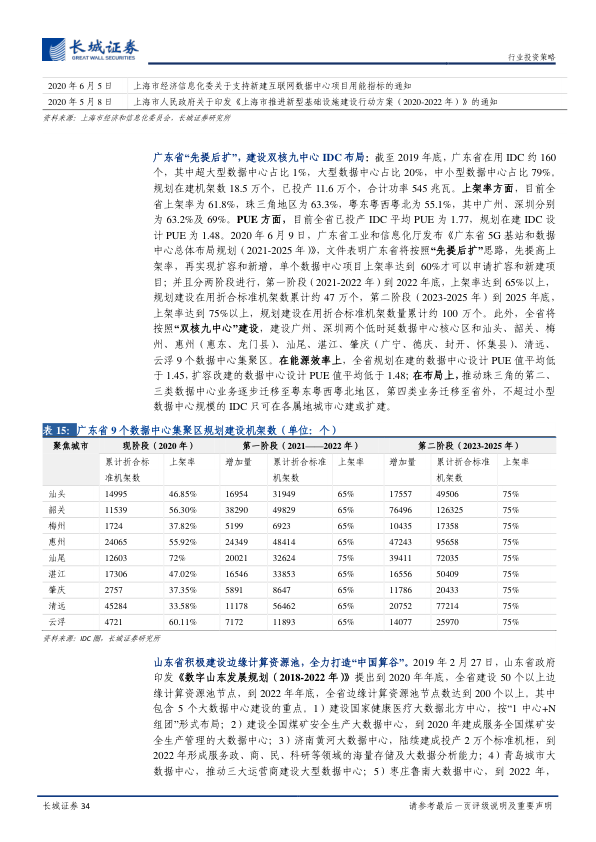 长城证券
GREAT WALL SECURITIES
行业投资策略
2020 年 6 月 5 日 上海市经济信息化委关于支持新建互联网数据中心项目用能指标的通知
2020 年 5 月 8 日 上海市人民政府关于印发《上海市推进新型基础设施建设行动方案（2020-2022 年）》的通知
资料来源：上海市经济和信息化委员会，长城证券研究所
广东省“先提后扩”，建设双核九中心 IDC 布局：截至 2019 年底，广东省在用 IDC 约 160
个，其中超大型数据中心占比 1%，大型数据中心占比 20%，中小型数据中心占比 79%。
规划在建机架数 18.5 万个，已投产 11.6 万个，合计功率 545 兆瓦。上架率方面，目前全
省上架率为 61.8%，珠三角地区为 63.3%，粤东粤西粤北为 55.1%，其中广州、深圳分别
为 63.2%及 69%。PUE 方面，目前全省已投产 IDC 平均 PUE 为 1.77，规划在建 IDC 设
计 PUE 为 1.48。2020 年 6 月 9 日，广东省工业和信息化厅发布《广东省 5G 基站和数据
中心总体布局规划（2021-2025 年）》，文件表明广东省将按照“先提后扩”思路，先提高上
架率，再实现扩容和新增，单个数据中心项目上架率达到 60%才可以申请扩容和新建项
目；并且分两阶段进行，第一阶段（2021-2022 年）到 2022 年底，上架率达到 65%以上，
规划建设在用折合标准机架数累计约 47 万个，第二阶段（2023-2025 年）到 2025 年底，
上架率达到 75%以上，规划建设在用折合标准机架数量累计约 100 万个。此外，全省将
按照“双核九中心”建设，建设广州、深圳两个低时延数据中心核心区和汕头、韶关、梅
州、惠州（惠东、龙门县）、汕尾、湛江、肇庆（广宁、德庆、封开、怀集县）、清远、
云浮 9 个数据中心集聚区。在能源效率上，全省规划在建的数据中心设计 PUE 值平均低
于 1.45，扩容改建的数据中心设计 PUE 值平均低于 1.48；在布局上，推动珠三角的第二、
三类数据中心业务逐步迁移至粤东粤西粤北地区，第四类业务迁移至省外，不超过小型
数据中心规模的 IDC 只可在各属地城市心建或扩建。
表 15：广东省 9 个数据中心集聚区规划建设机架数（单位：个）
聚焦城市 现阶段（2020 年） 第一阶段（2021——2022 年） 第二阶段（2023-2025 年）
累计折合标准机架数 上架率 增加量 累计折合标准机架数 上架率 增加量 累计折合标准机架数 上架率
汕头 14995 46.85% 16954 31949 65% 17557 49506 75%
韶关 11539 56.30% 38290 49829 65% 76496 126325 75%
梅州 1724 37.82% 5199 6923 65% 10435 17358 75%
惠州 24065 55.92% 24349 48414 65% 47243 95658 75%
汕尾 12603 72% 20021 32624 75% 39411 72035 75%
湛江 17306 47.02% 16546 33853 65% 16556 50409 75%
肇庆 2757 37.35% 5891 8647 65% 11786 20433 75%
清远 45284 33.58% 11178 56462 65% 20752 77214 75%
云浮 4721 60.11% 7172 11893 65% 14077 25970 75%
资料来源：IDC 圈，长城证券研究所
山东省积极建设边缘计算资源池，全力打造“中国算谷”。2019 年 2 月 27 日，山东省政府
印发《数字山东发展规划（2018-2022 年）》提出到 2020 年年底，全省建设 50 个以上边
缘计算资源池节点，到 2022 年年底，全省边缘计算资源池节点数达到 200 个以上。其中
包含 5 个大数据中心建设的重点。1）建设国家健康医疗大数据北方中心，按“1 中心+N
组团”形式布局；2）建设全国煤矿安全生产大数据中心，到 2020 年建成服务全国煤矿安
全生产管理的大数据中心；3）济南黄河大数据中心，陆续建成投产 2 万个标准机柜，到
2022 年形成服务政、商、民、科研等领域的海量存储及大数据分析能力；4）青岛城市大
数据中心，推动三大运营商建设大型数据中心；5）枣庄鲁南大数据中心，到 2022 年，
长城证券 34
请参考最后一页评级说明及重要声明